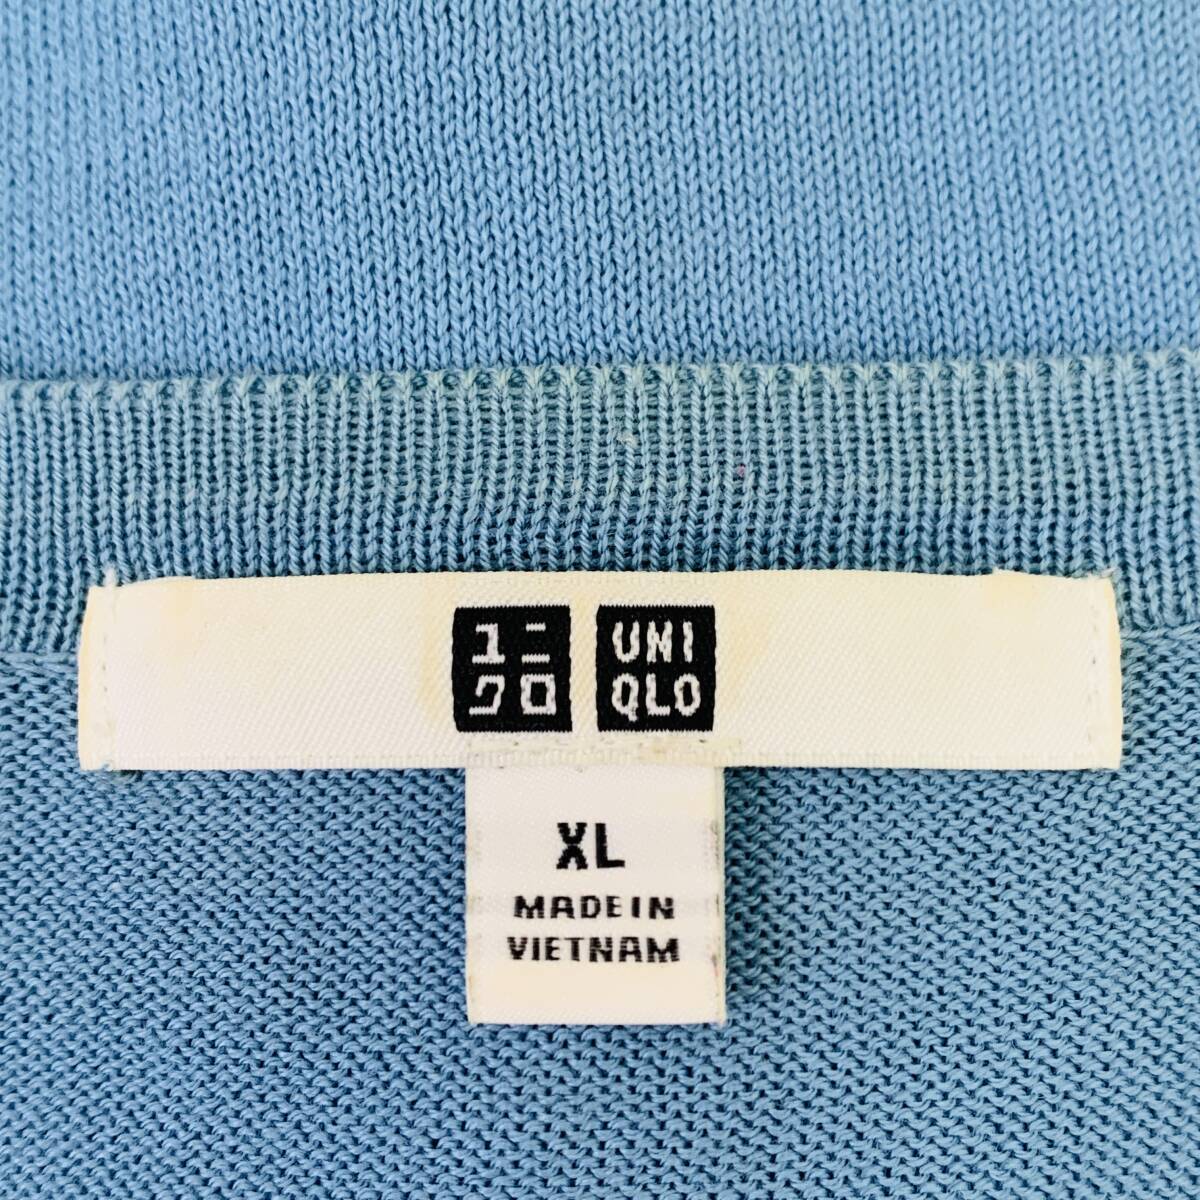 ユニ
クロ
UNI
QLO
XL
MADE IN
VIETNAM